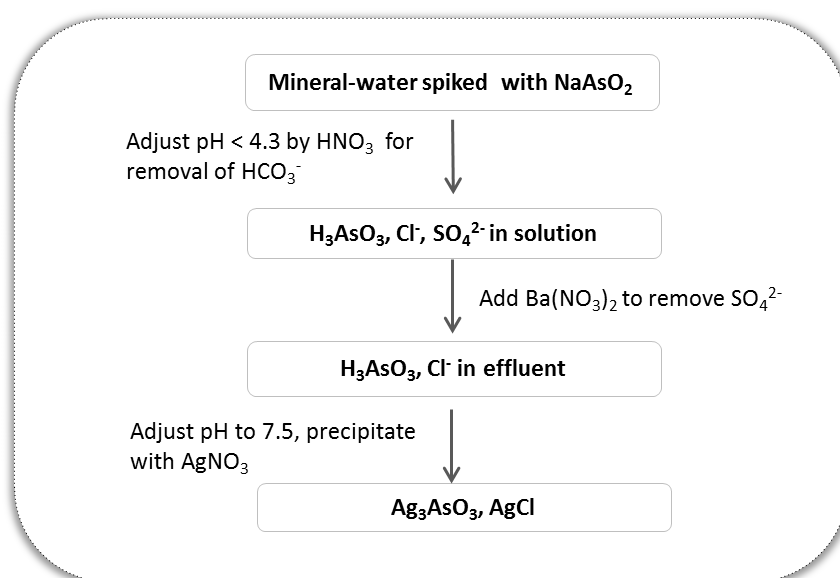 Mineral-water spiked with NaAsO₂
Adjust pH < 4.3 by HNO₃ for
removal of HCO₃⁻
H₃AsO₃, Cl⁻, SO₄²⁻ in solution
Add Ba(NO₃)₂ to remove SO₄²⁻
H₃AsO₃, Cl⁻ in effluent
Adjust pH to 7.5, precipitate
with AgNO₃
Ag₃AsO₃, AgCl